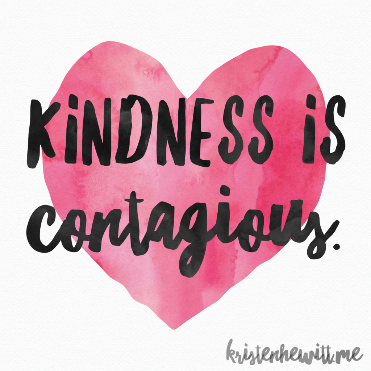 KiNDNESS iS
contagious.
kristenhewitt.me